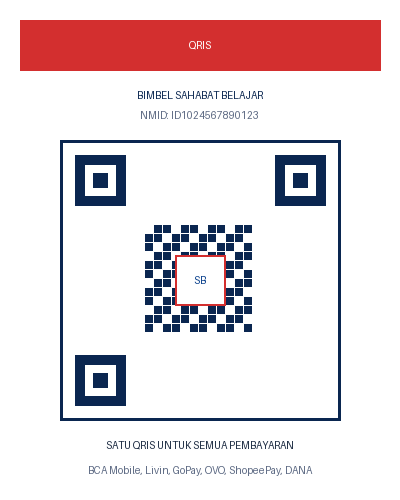 QRIS
BIMBEL SAHABAT BELAJAR
NMID: ID1024567890123
SB
SATU QRIS UNTUK SEMUA PEMBAYARAN
BCA Mobile, Livin, GoPay, OVO, ShopeePay, DANA